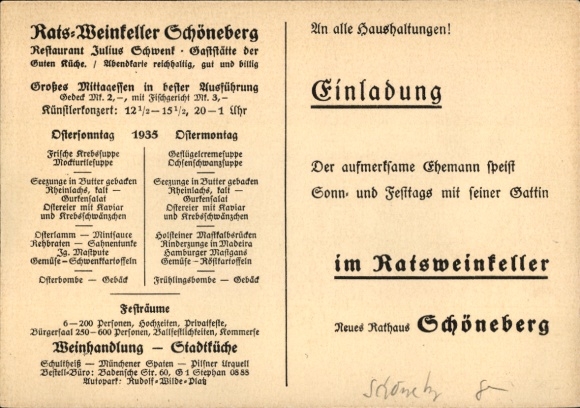 Rats-Weinkeller Schöneberg
Restaurant Julius Schwenk · Gaststätte der
Guten Küche. / Abendkarte reichhaltig, gut und billig
Großes Mittagessen in bester Ausführung
Gedeck Mk. 2,–, mit Fischgericht Mk. 3,–
Künstlerkonzert: 12 1/2–15 1/2, 20–1 Uhr
Ostersonntag 1935 Ostermontag
Frische Krebssuppe
Mockturtlesuppe
Seezunge in Butter gebacken
Rheinlachs, kalt –
Gurkensalat
Ostereier mit Kaviar
und Krebsschwänzchen
Osterlamm – Mintsauce
Rehbraten – Sahnentunke
Jg. Mastpute
Gemüse – Schwenkkartoffeln
Osterbombe – Gebäck
Geflügelcremesuppe
Ochsenschwanzsuppe
Seezunge in Butter gebacken
Rheinlachs, kalt –
Gurkensalat
Ostereier mit Kaviar
und Krebsschwänzchen
Holsteiner Mastkalbsrücken
Rinderzunge in Madeira
Hamburger Mastgans
Gemüse – Röstkartoffeln
Frühlingsbombe – Gebäck
Festräume
6–200 Personen, Hochzeiten, Privatfeste,
Bürgersaal 250–600 Personen, Ballfestlichkeiten, Kommerse
Weinhandlung – Stadtküche
Schultheiß – Münchener Spaten – Pilsner Urquell
Bestell-Büro: Badensche Str. 60, G 1 Stephan 08 88
Autopark: Rudolf-Wilde-Platz
An alle Haushaltungen!
Einladung
Der aufmerksame Ehemann speist
Sonn- und Festtags mit seiner Gattin
im Ratsweinkeller
Neues Rathaus Schöneberg